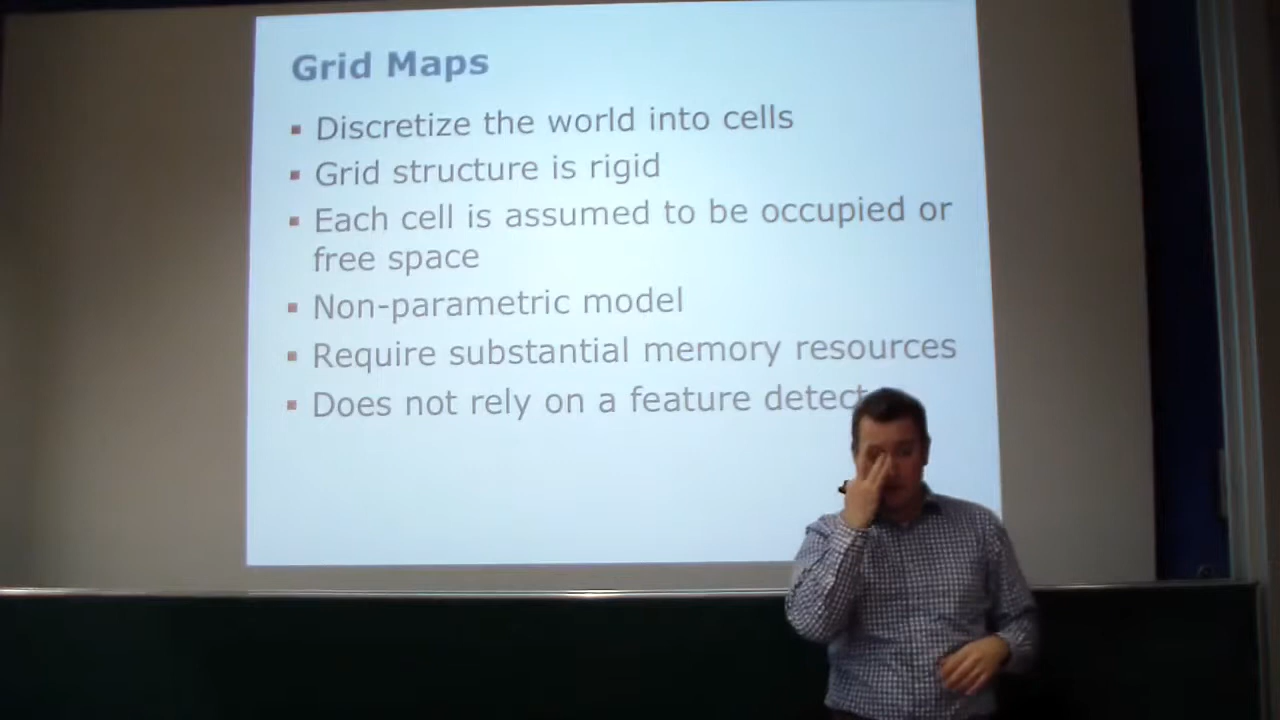 Grid Maps
Discretize the world into cells
Grid structure is rigid
Each cell is assumed to be occupied or
free space
Non-parametric model
Require substantial memory resources
Does not rely on a feature